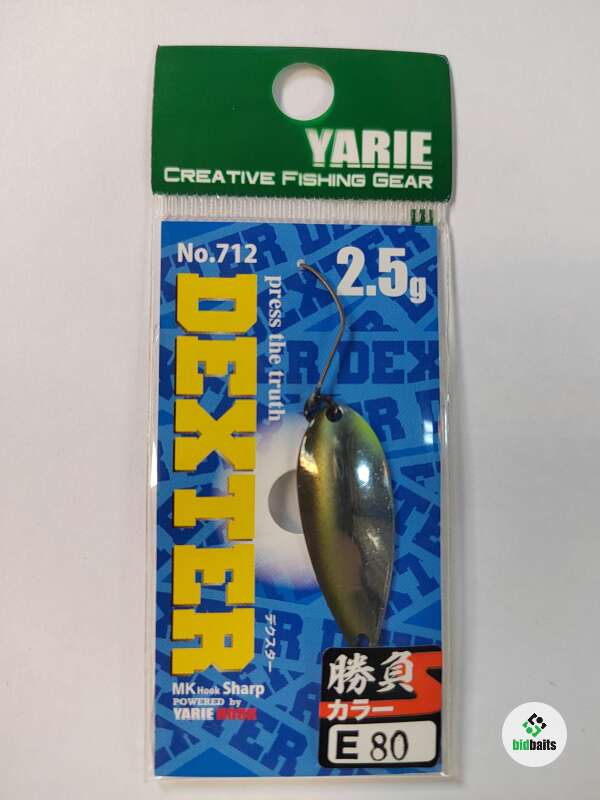 YARIE
CREATIVE FISHING GEAR
No.712
2.5g
DEXTER
press the truth
デクスター
MK Hook Sharp
POWERED by
YARIE HOOK
勝負
カラー
E 80
bidbaits